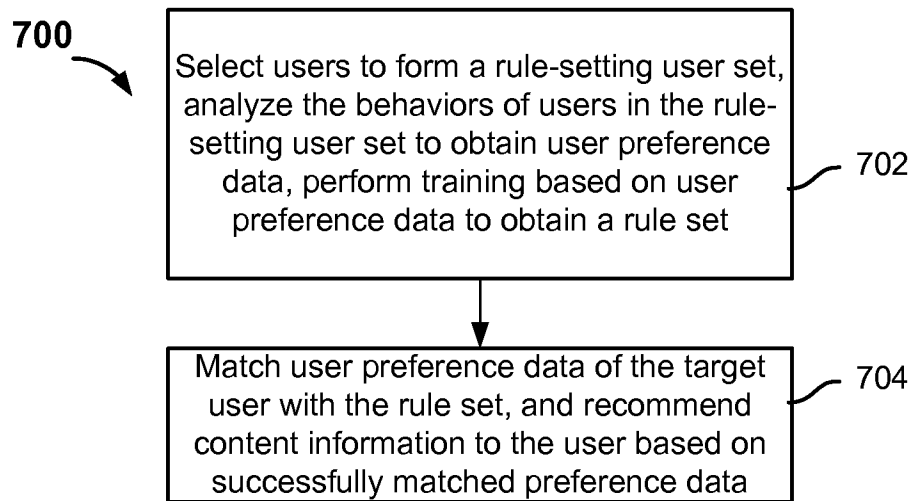 700
Select users to form a rule-setting user set,
analyze the behaviors of users in the rule-
setting user set to obtain user preference
data, perform training based on user
preference data to obtain a rule set
702
Match user preference data of the target
user with the rule set, and recommend
content information to the user based on
successfully matched preference data
704